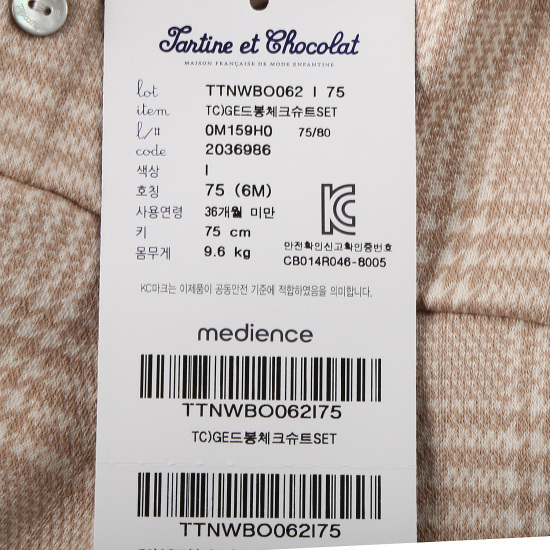 Tartine et Chocolat
MAISON FRANÇAISE DE MODE ENFANTINE
lot TTNWBO062 I 75
item TC)GE드봉체크슈트SET
l/# 0M159H0 75/80
code 2036986
색상 I
호칭 75 (6M)
사용연령 36개월 미만
키 75 cm
몸무게 9.6 kg
안전확인신고확인증번호
CB014R046-8005
KC마크는 이제품이 공동안전 기준에 적합하였음을 의미합니다.
medience
TTNWBO062I75
TC)GE드봉체크슈트SET
TTNWBO062I75